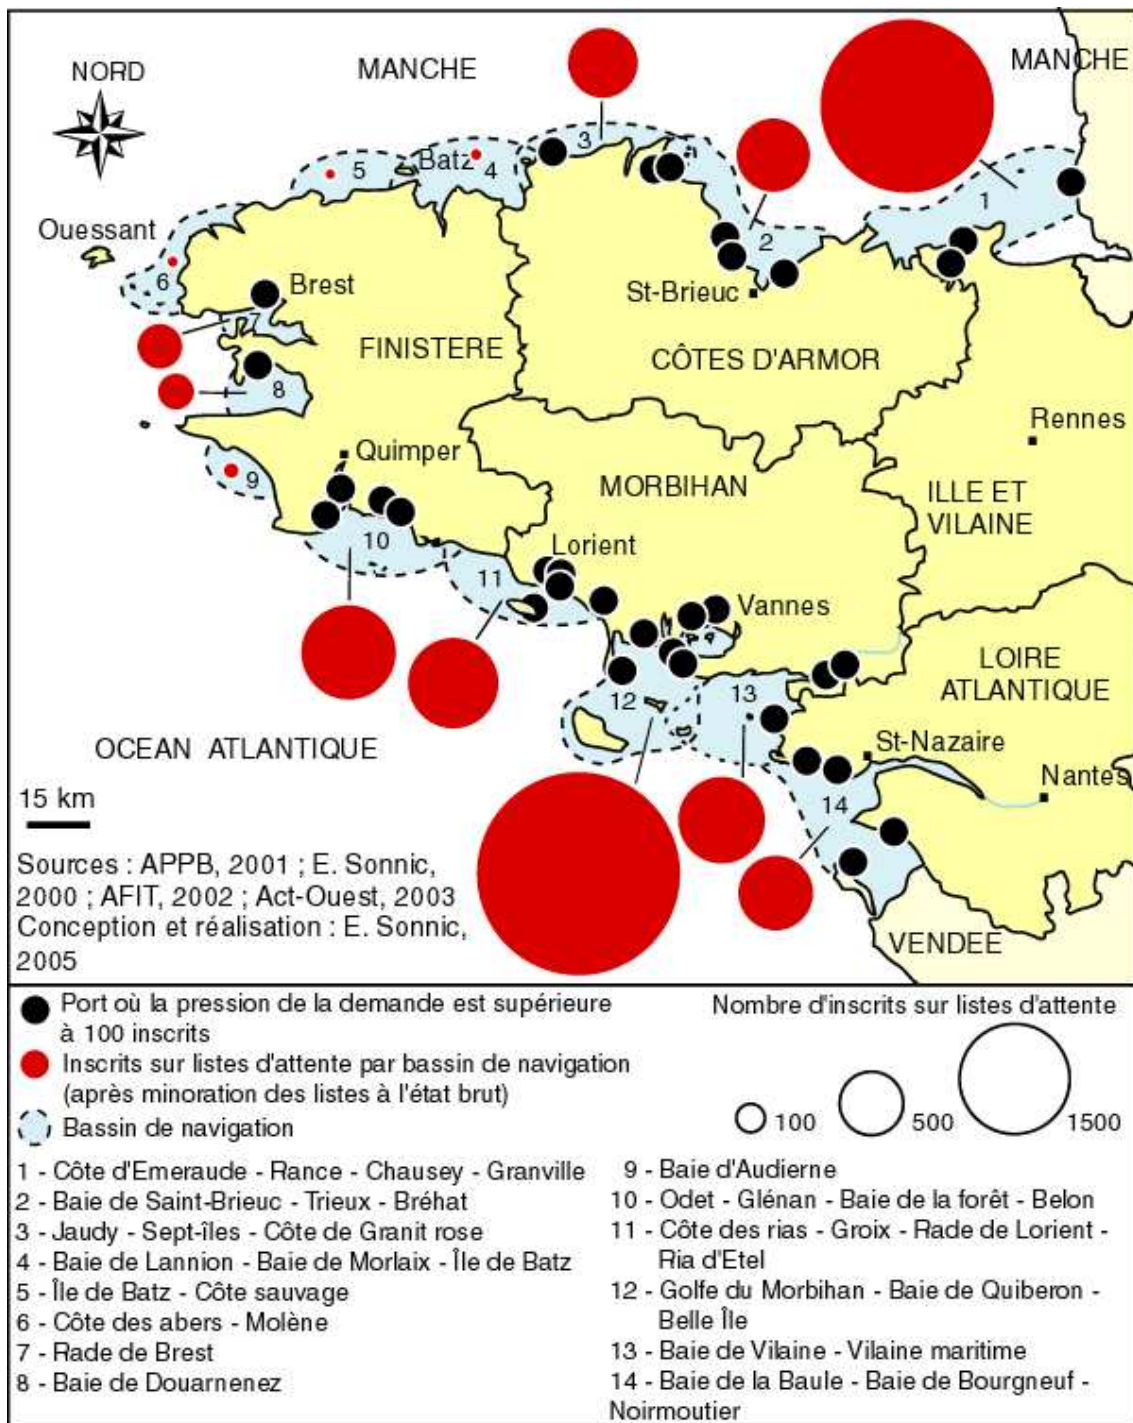 NORD
MANCHE
MANCHE
3
Batz
4
5
1
2
Ouessant
6
Brest
St-Brieuc
7
FINISTERE
CÔTES D'ARMOR
8
Rennes
Quimper
9
MORBIHAN
ILLE ET
VILAINE
10
Lorient
11
Vannes
LOIRE
ATLANTIQUE
12
13
OCEAN ATLANTIQUE
St-Nazaire
Nantes
15 km
14
Sources : APPB, 2001 ; E. Sonnic,
2000 ; AFIT, 2002 ; Act-Ouest, 2003
Conception et réalisation : E. Sonnic,
2005
VENDEE
Port où la pression de la demande est supérieure
à 100 inscrits
Inscrits sur listes d'attente par bassin de navigation
(après minoration des listes à l'état brut)
Bassin de navigation
Nombre d'inscrits sur listes d'attente
100
500
1500
1 - Côte d'Emeraude - Rance - Chausey - Granville
2 - Baie de Saint-Brieuc - Trieux - Bréhat
3 - Jaudy - Sept-îles - Côte de Granit rose
4 - Baie de Lannion - Baie de Morlaix - Île de Batz
5 - Île de Batz - Côte sauvage
6 - Côte des abers - Molène
7 - Rade de Brest
8 - Baie de Douarnenez
9 - Baie d'Audierne
10 - Odet - Glénan - Baie de la forêt - Belon
11 - Côte des rias - Groix - Rade de Lorient -
Ria d'Etel
12 - Golfe du Morbihan - Baie de Quiberon -
Belle Île
13 - Baie de Vilaine - Vilaine maritime
14 - Baie de la Baule - Baie de Bourgneuf -
Noirmoutier